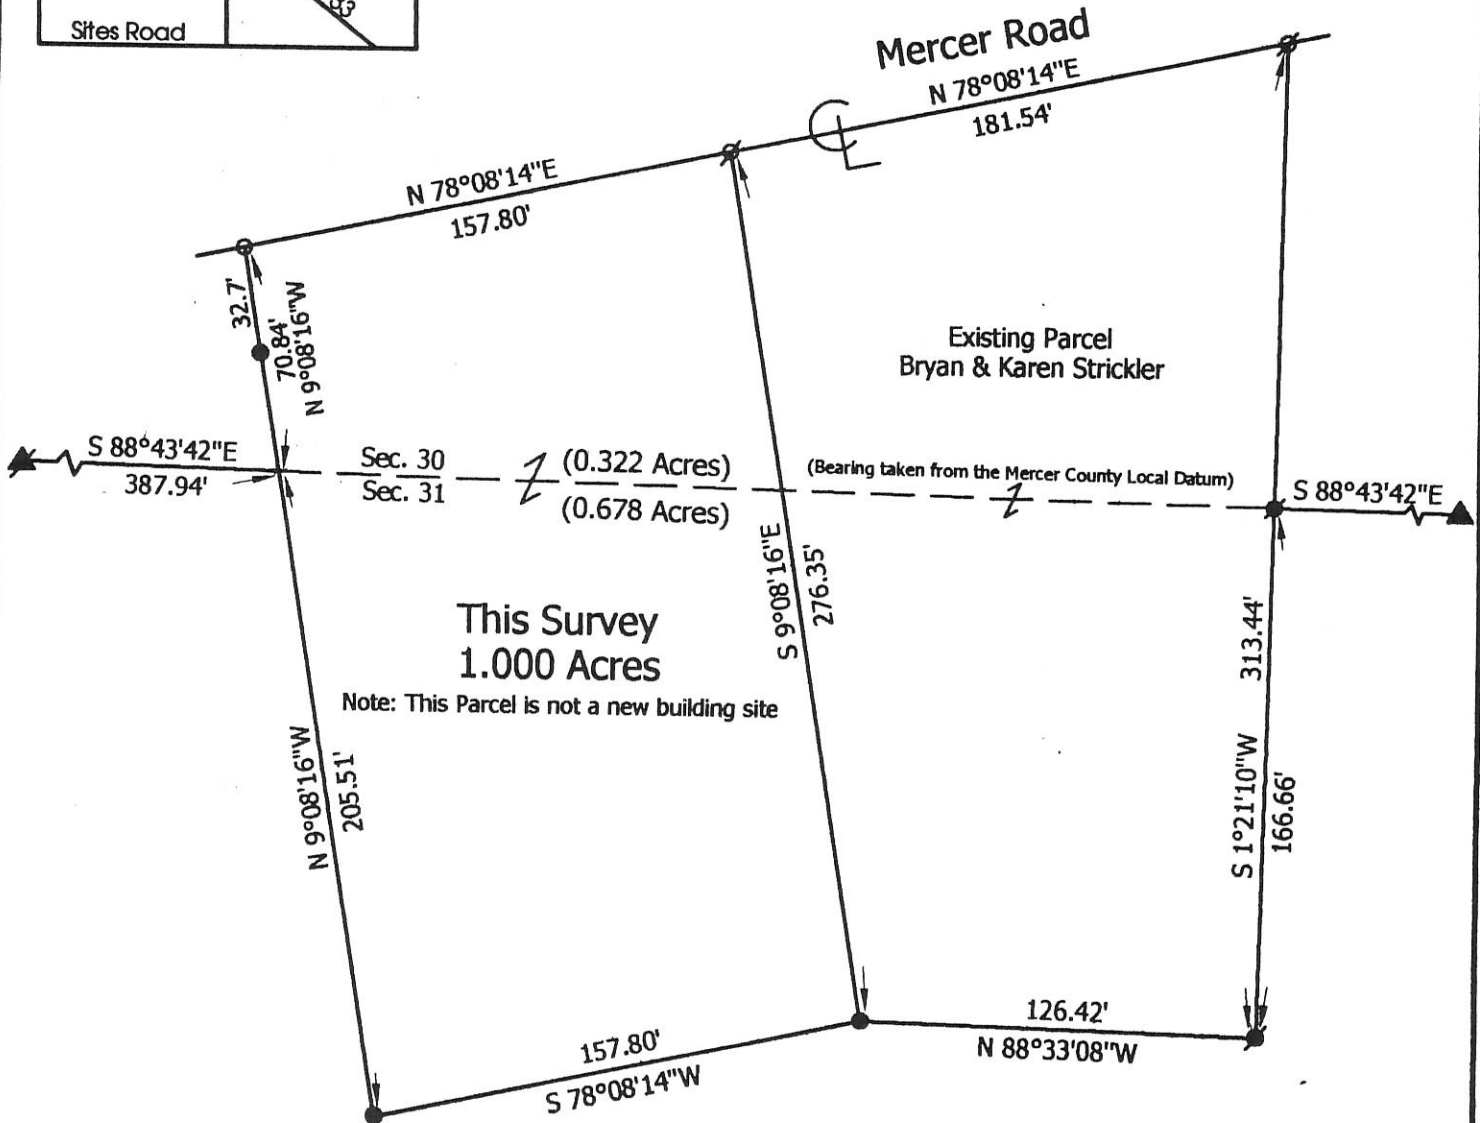 Sites Road
Mercer Road
N 78°08'14"E
181.54'
CL
N 78°08'14"E
157.80'
32.7'
70.84'
N 9°08'16"W
Existing Parcel
Bryan & Karen Strickler
S 88°43'42"E
387.94'
Sec. 30
Sec. 31
(0.322 Acres)
(0.678 Acres)
(Bearing taken from the Mercer County Local Datum)
S 88°43'42"E
S 9°08'16"E
276.35'
This Survey
1.000 Acres
Note: This Parcel is not a new building site
313.44'
N 9°08'16"W
205.51'
S 1°21'10"W
166.66'
126.42'
N 88°33'08"W
157.80'
S 78°08'14"W